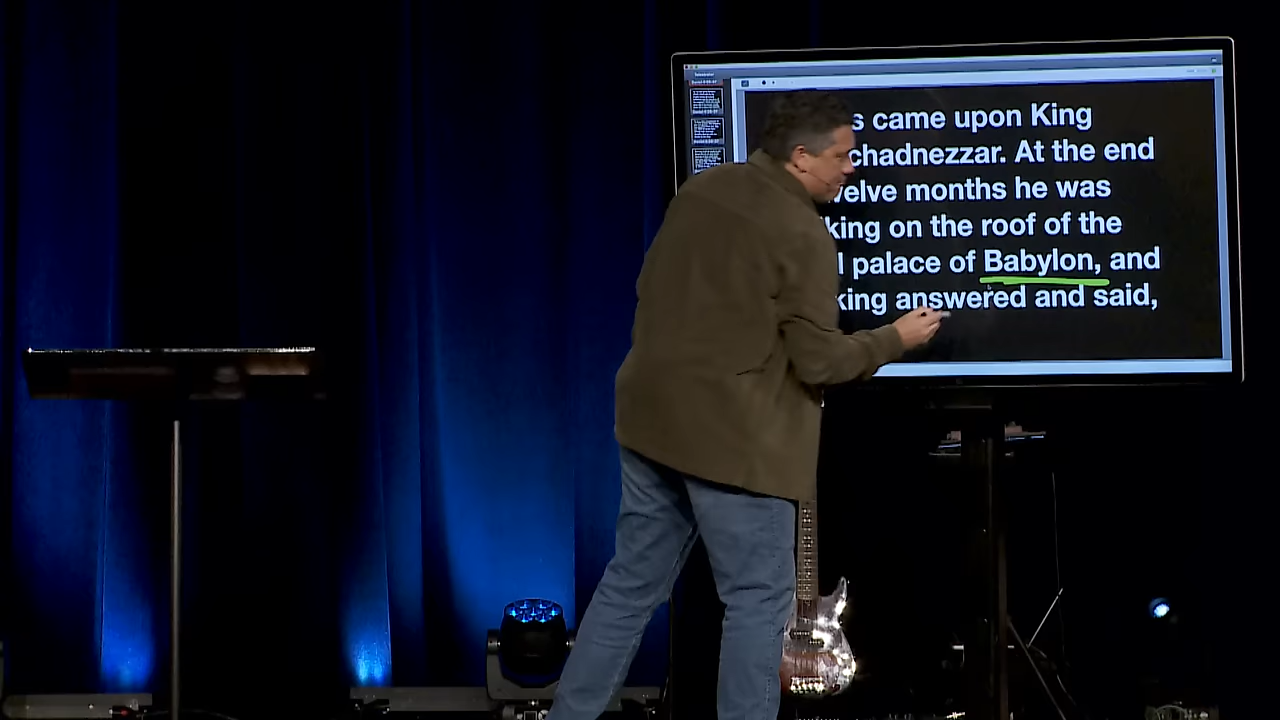 came upon King
chadnezzar. At the end
welve months he was
king on the roof of the
palace of Babylon, and
king answered and said,